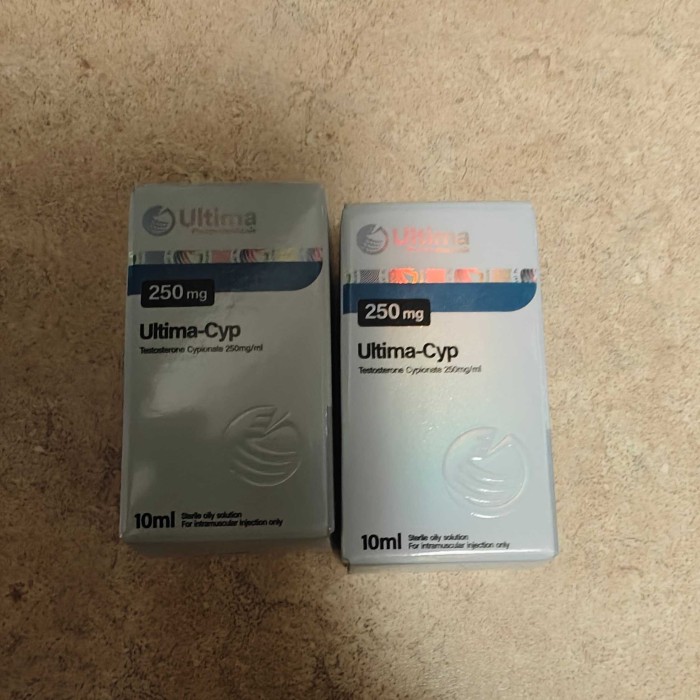 Ultima
Pharmaceuticals
250 mg
Ultima-Cyp
Testosterone Cypionate 250mg/ml
10ml
Sterile oily solution
For intramuscular injection only
Ultima
250 mg
Ultima-Cyp
Testosterone Cypionate 250mg/ml
10ml
Sterile oily solution
For intramuscular injection only